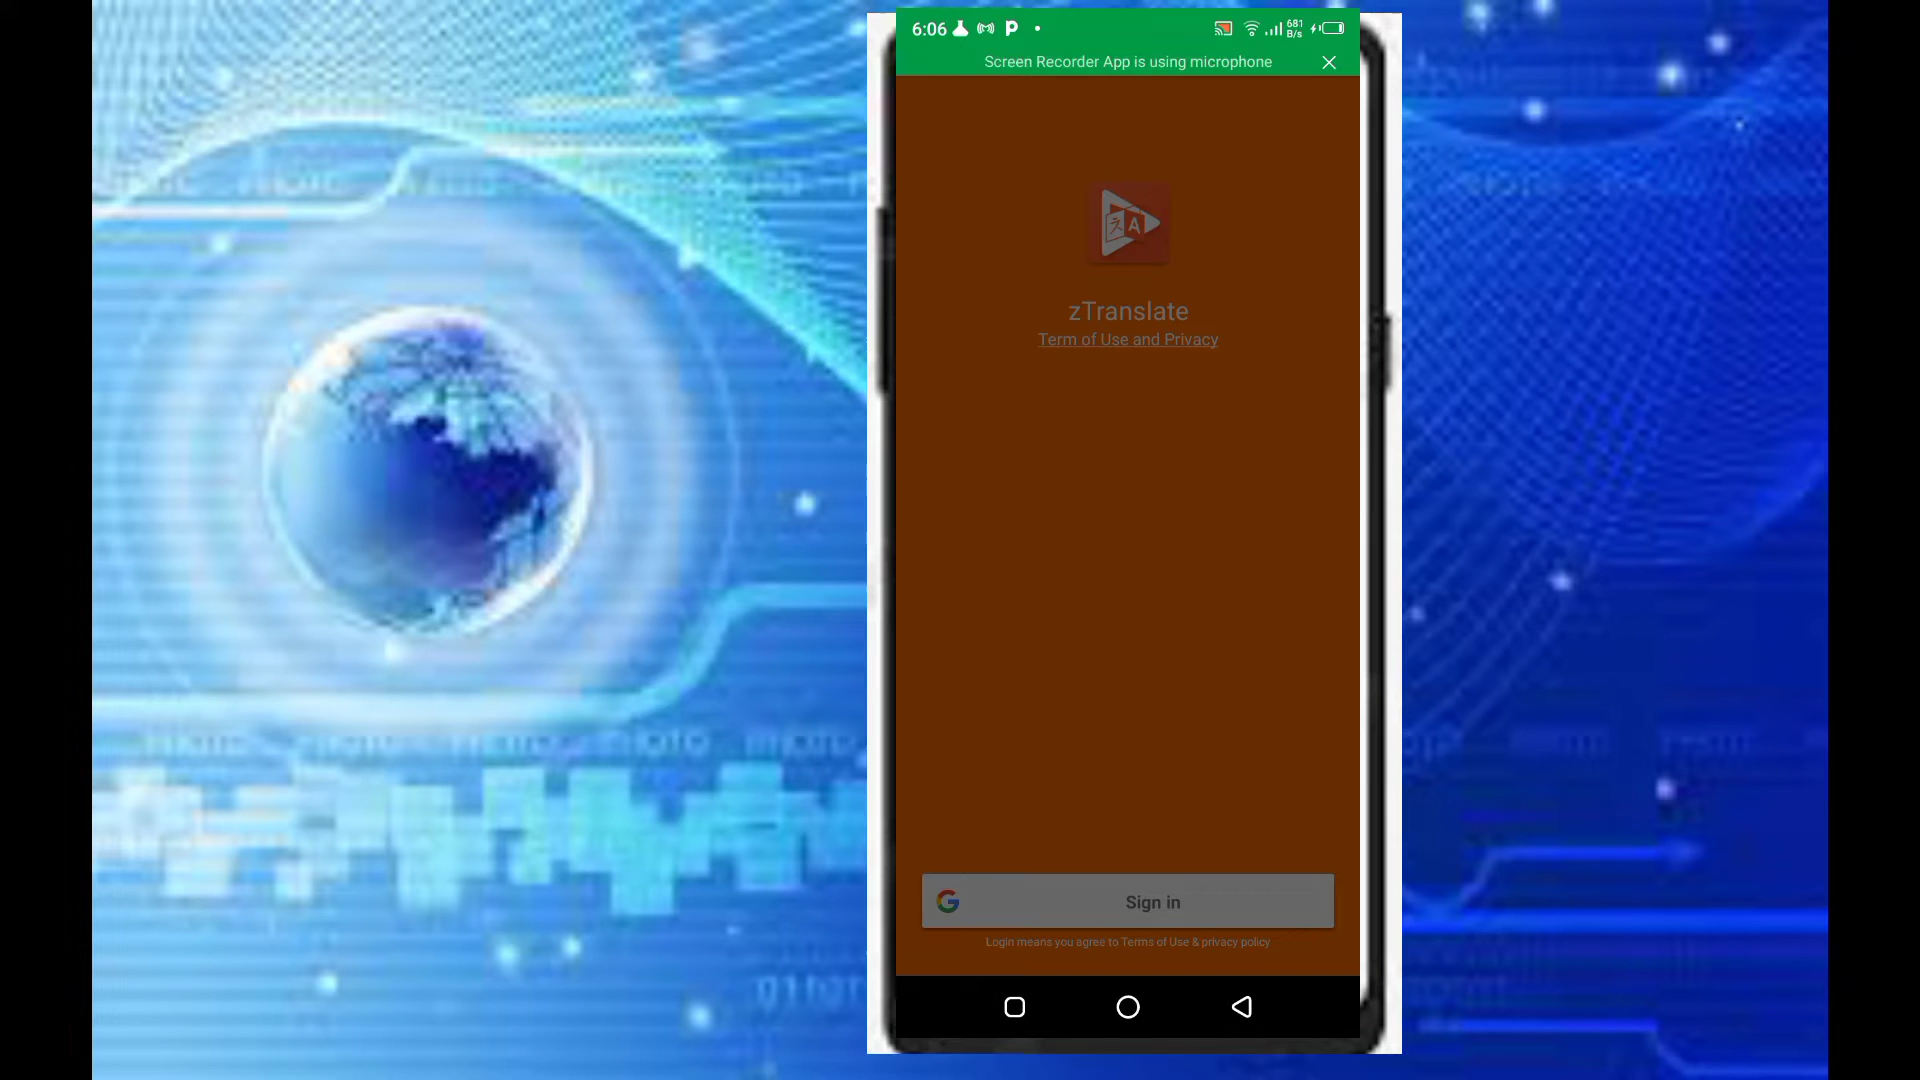 6:06
681
B/s
Screen Recorder App is using microphone
A
zTranslate
Term of Use and Privacy
Sign in
Login means you agree to Terms of Use & privacy policy